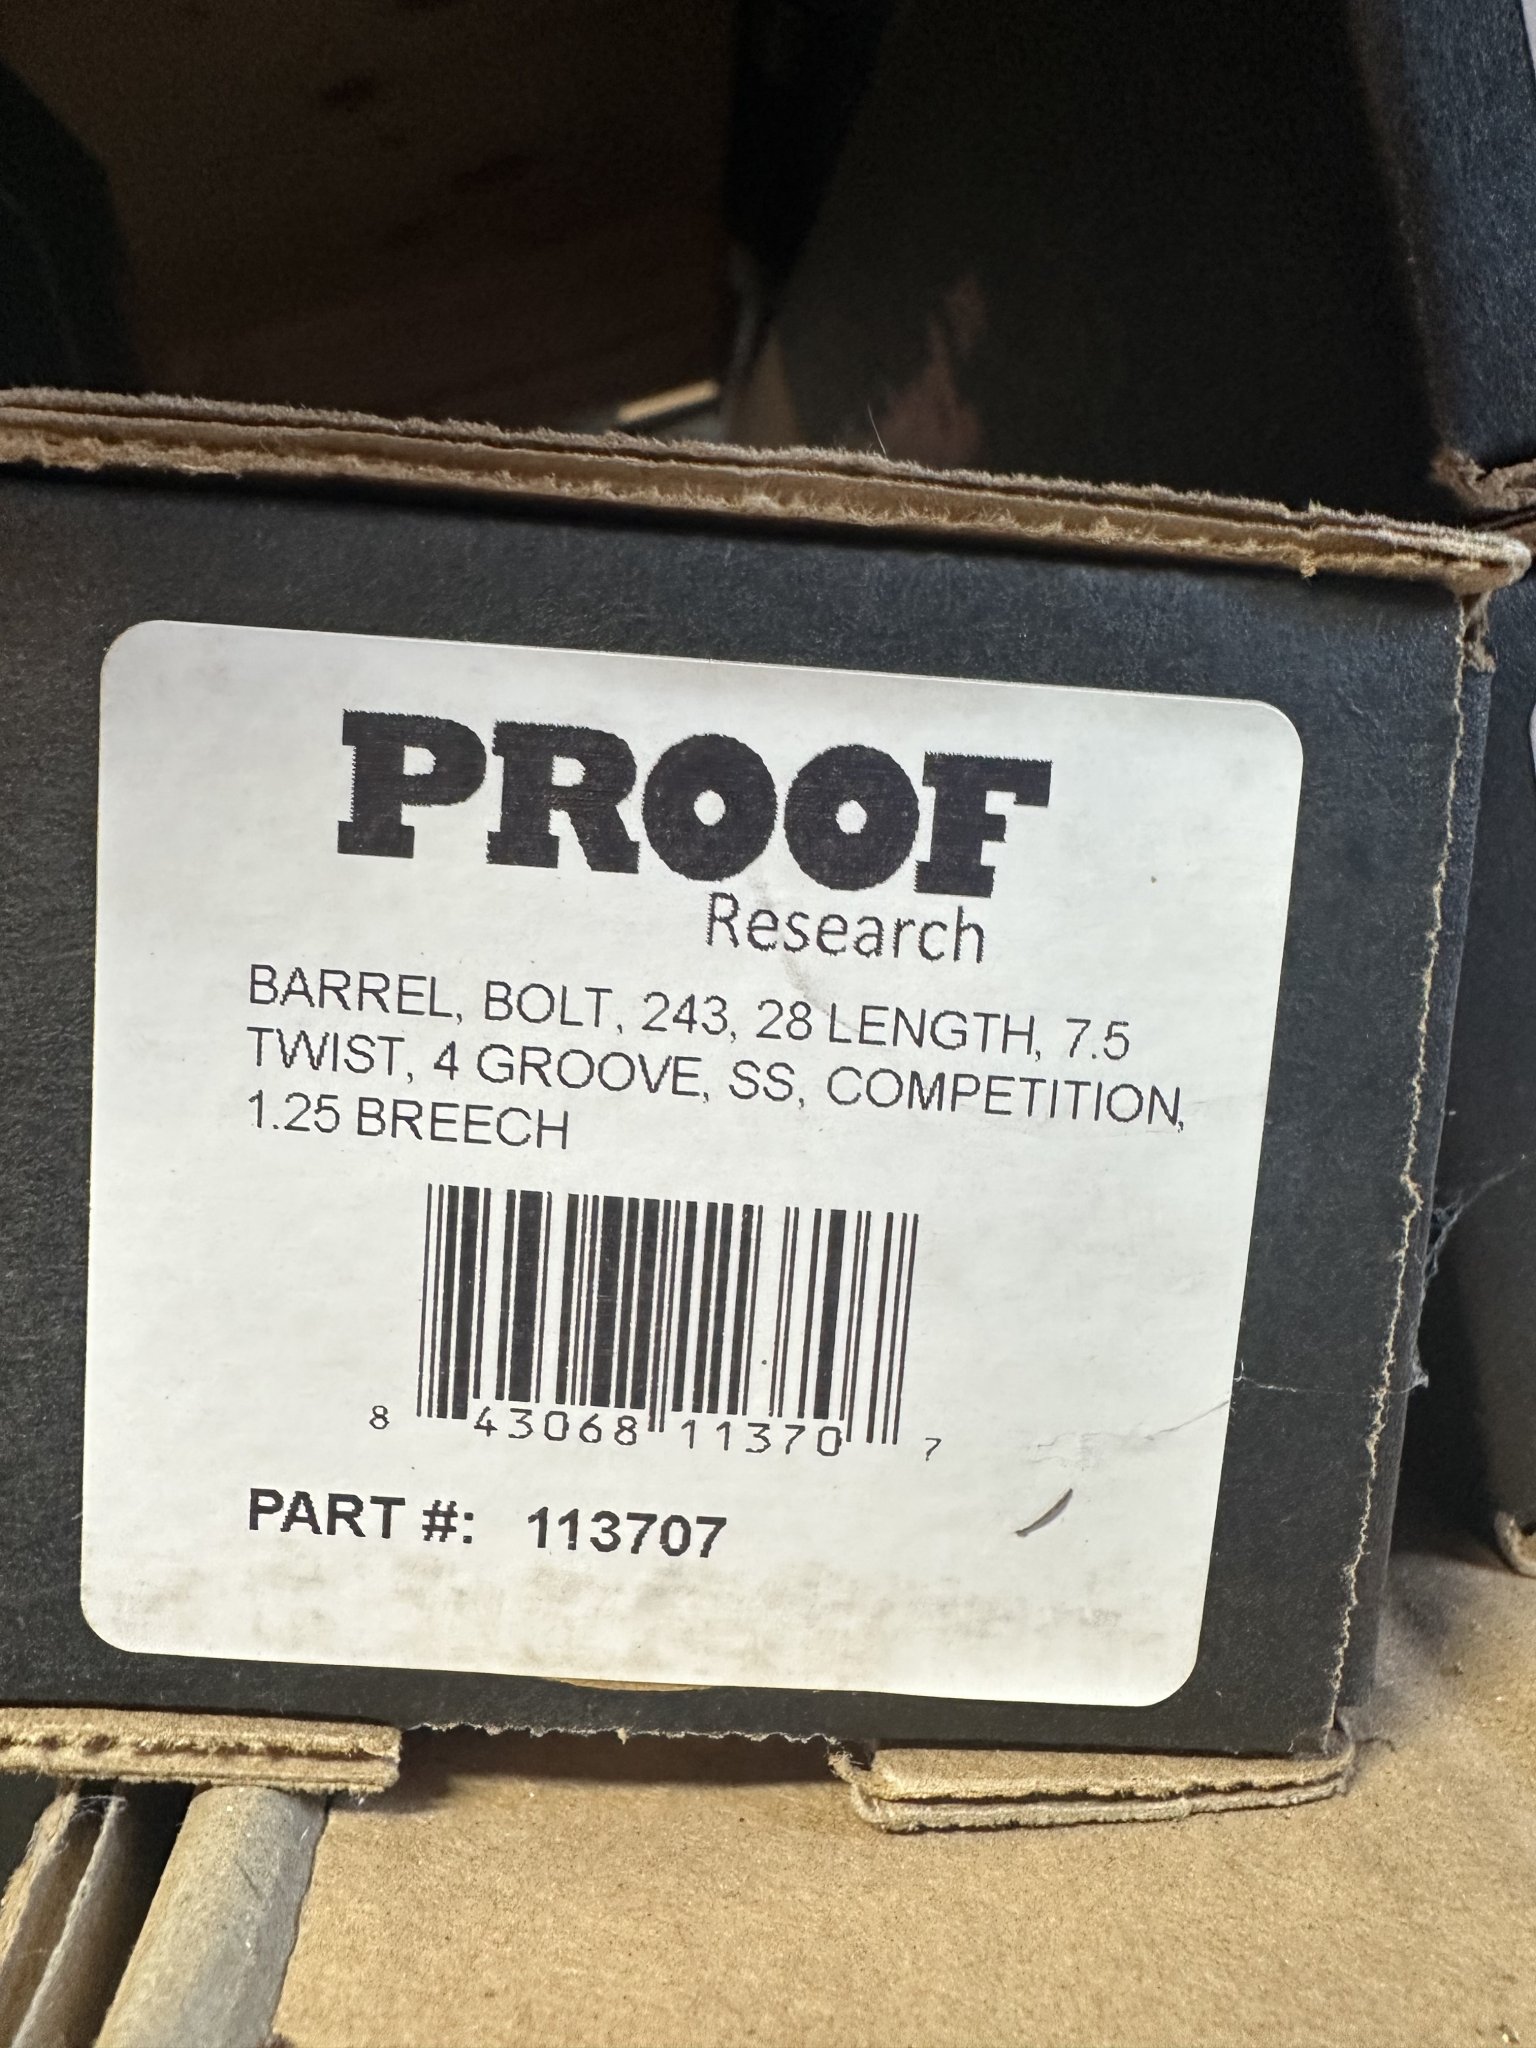 PROOF
Research
BARREL, BOLT, 243, 28 LENGTH, 7.5
TWIST, 4 GROOVE, SS, COMPETITION,
1.25 BREECH
8 43068 11370 7
PART #: 113707